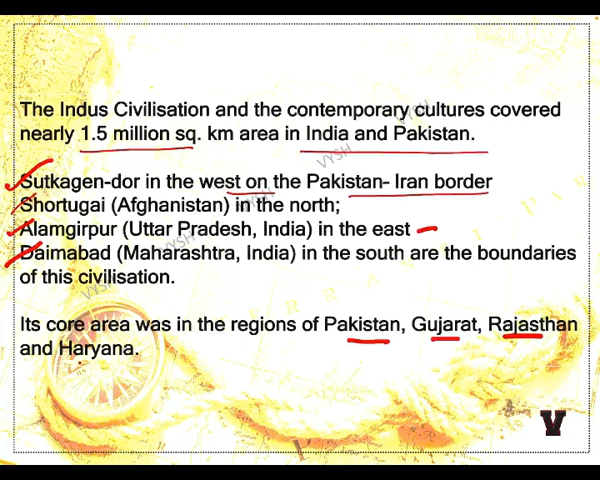 The Indus Civilisation and the contemporary cultures covered
nearly 1.5 million sq. km area in India and Pakistan.
Sutkagen-dor in the west on the Pakistan- Iran border
Shortugai (Afghanistan) in the north;
Alamgirpur (Uttar Pradesh, India) in the east
Daimabad (Maharashtra, India) in the south are the boundaries
of this civilisation.
Its core area was in the regions of Pakistan, Gujarat, Rajasthan
and Haryana.
V